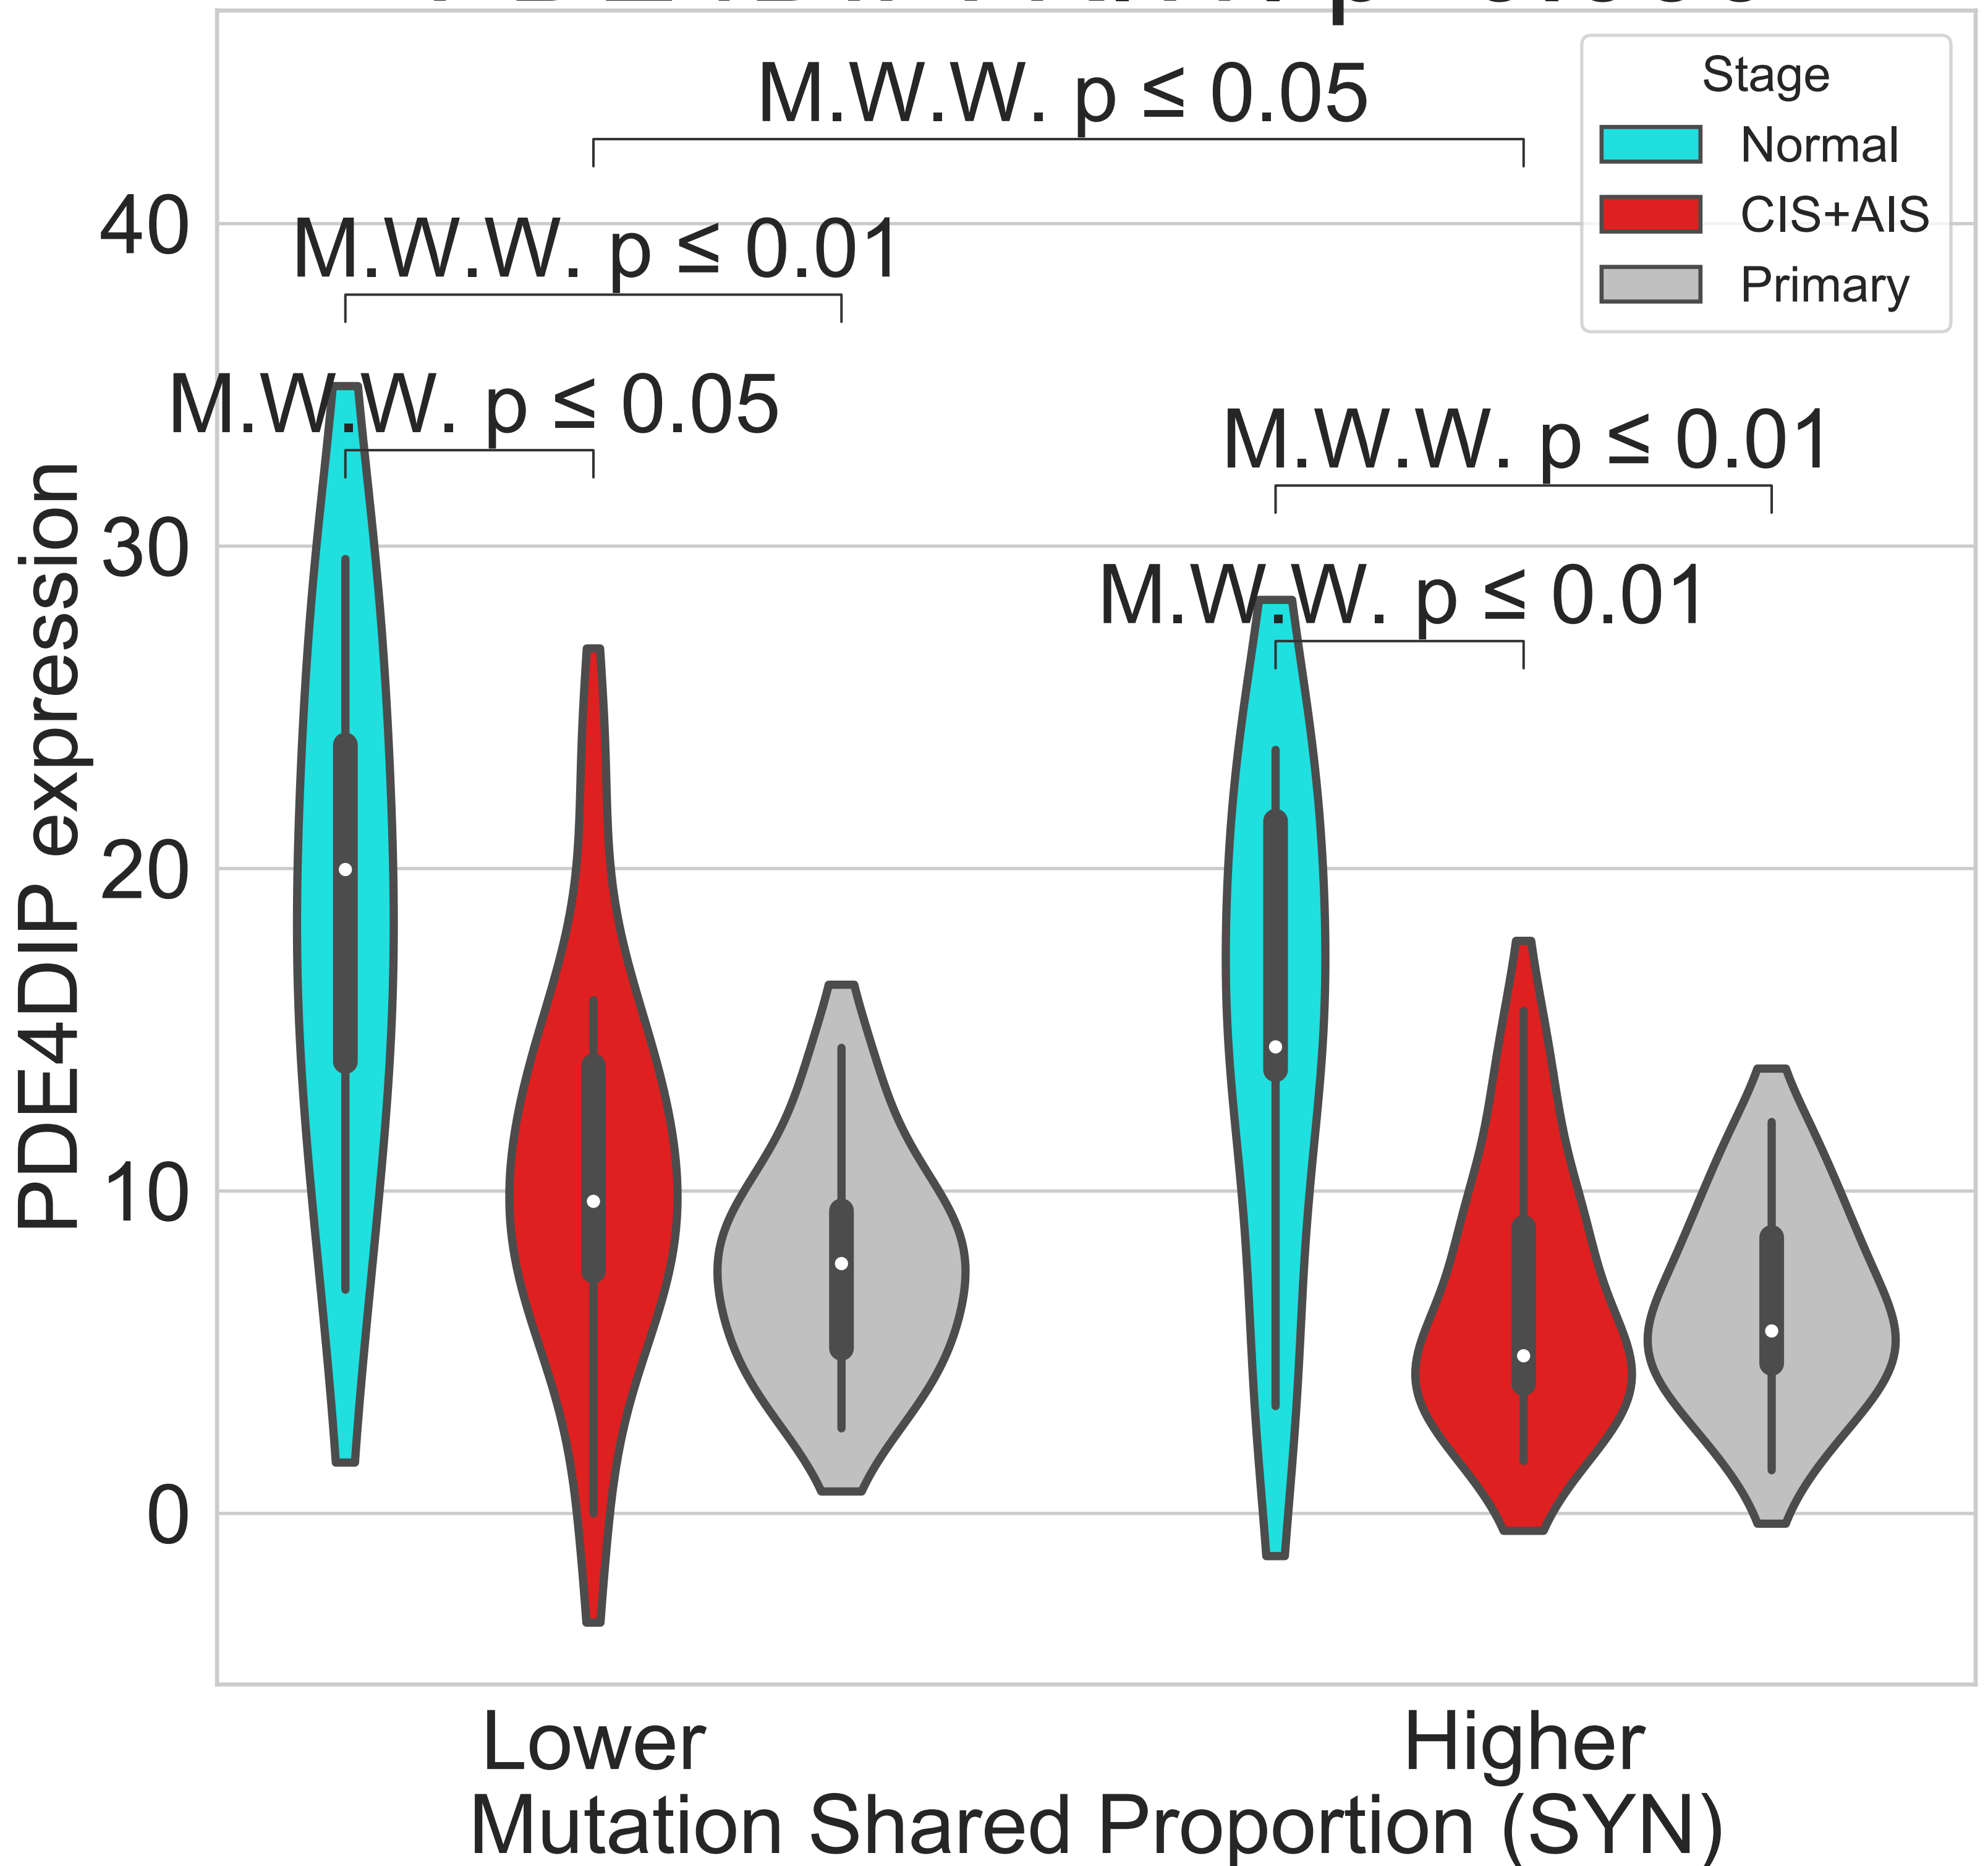 M.W.W. p ≤ 0.05
Stage
Normal
CIS+AIS
Primary
40
M.W.W. p ≤ 0.01
M.W.W. p ≤ 0.05
M.W.W. p ≤ 0.01
30
M.W.W. p ≤ 0.01
20
10
0
PDE4DIP expression
Lower
Higher
Mutation Shared Proportion (SYN)